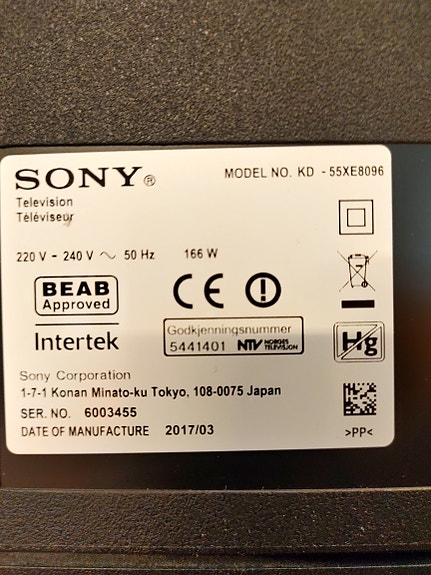 SONY®
MODEL NO. KD - 55XE8096
Television
Téléviseur
220 V - 240 V ~ 50 Hz 166 W
BEAB
Approved
Intertek
CE
Godkjenningsnummer
5441401 NTV NORGES TELEVISJON
Hg
Sony Corporation
1-7-1 Konan Minato-ku Tokyo, 108-0075 Japan
SER. NO. 6003455
DATE OF MANUFACTURE 2017/03
>PP<